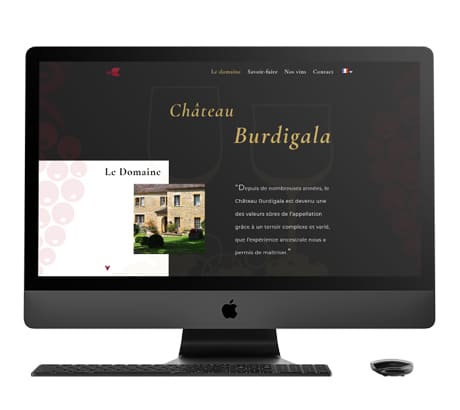 Le domaine Savoir-faire Nos vins Contact
Château
Burdigala
Le Domaine
"Depuis de nombreuses années, le
Château Burdigala est devenu une
des valeurs sûres de l'appellation
grâce à un terroir complexe et varié,
que l'expérience ancestrale nous a
permis de maîtriser."